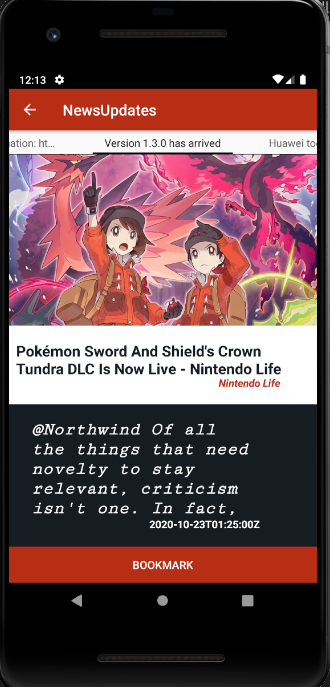 12:13
NewsUpdates
ation: ht... Version 1.3.0 has arrived Huawei to
Pokémon Sword And Shield's Crown
Tundra DLC Is Now Live - Nintendo Life
Nintendo Life
@Northwind Of all
the things that need
novelty to stay
relevant, criticism
isn't one. In fact,
2020-10-23T01:25:00Z
BOOKMARK